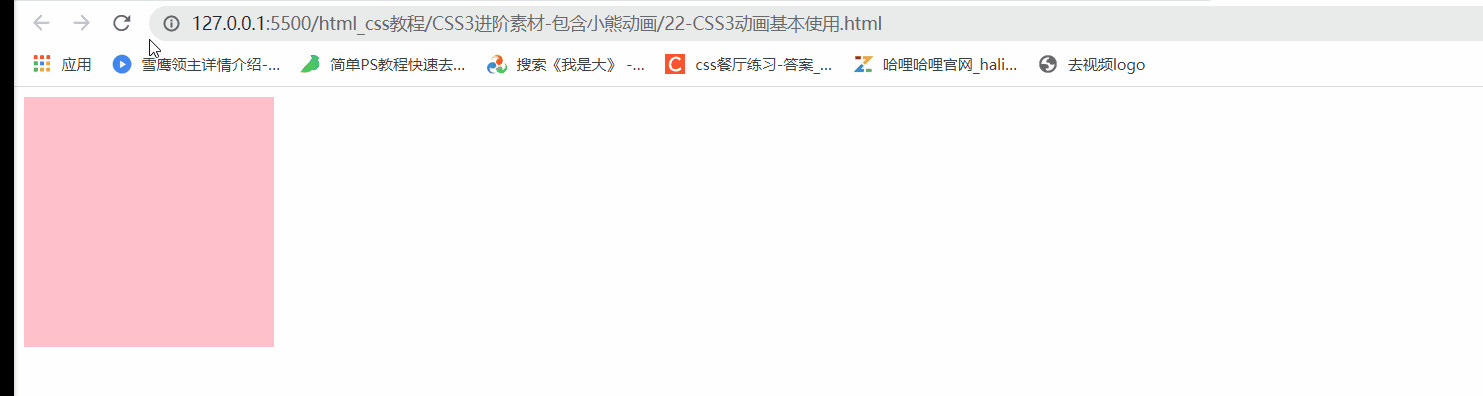 127.0.0.1:5500/html_css教程/CSS3进阶素材-包含小熊动画/22-CSS3动画基本使用.html
应用 雪鹰领主详情介绍-... 简单PS教程快速去... 搜索《我是大》 -... css餐厅练习-答案_... 哈哩哈哩官网_hali... 去视频logo